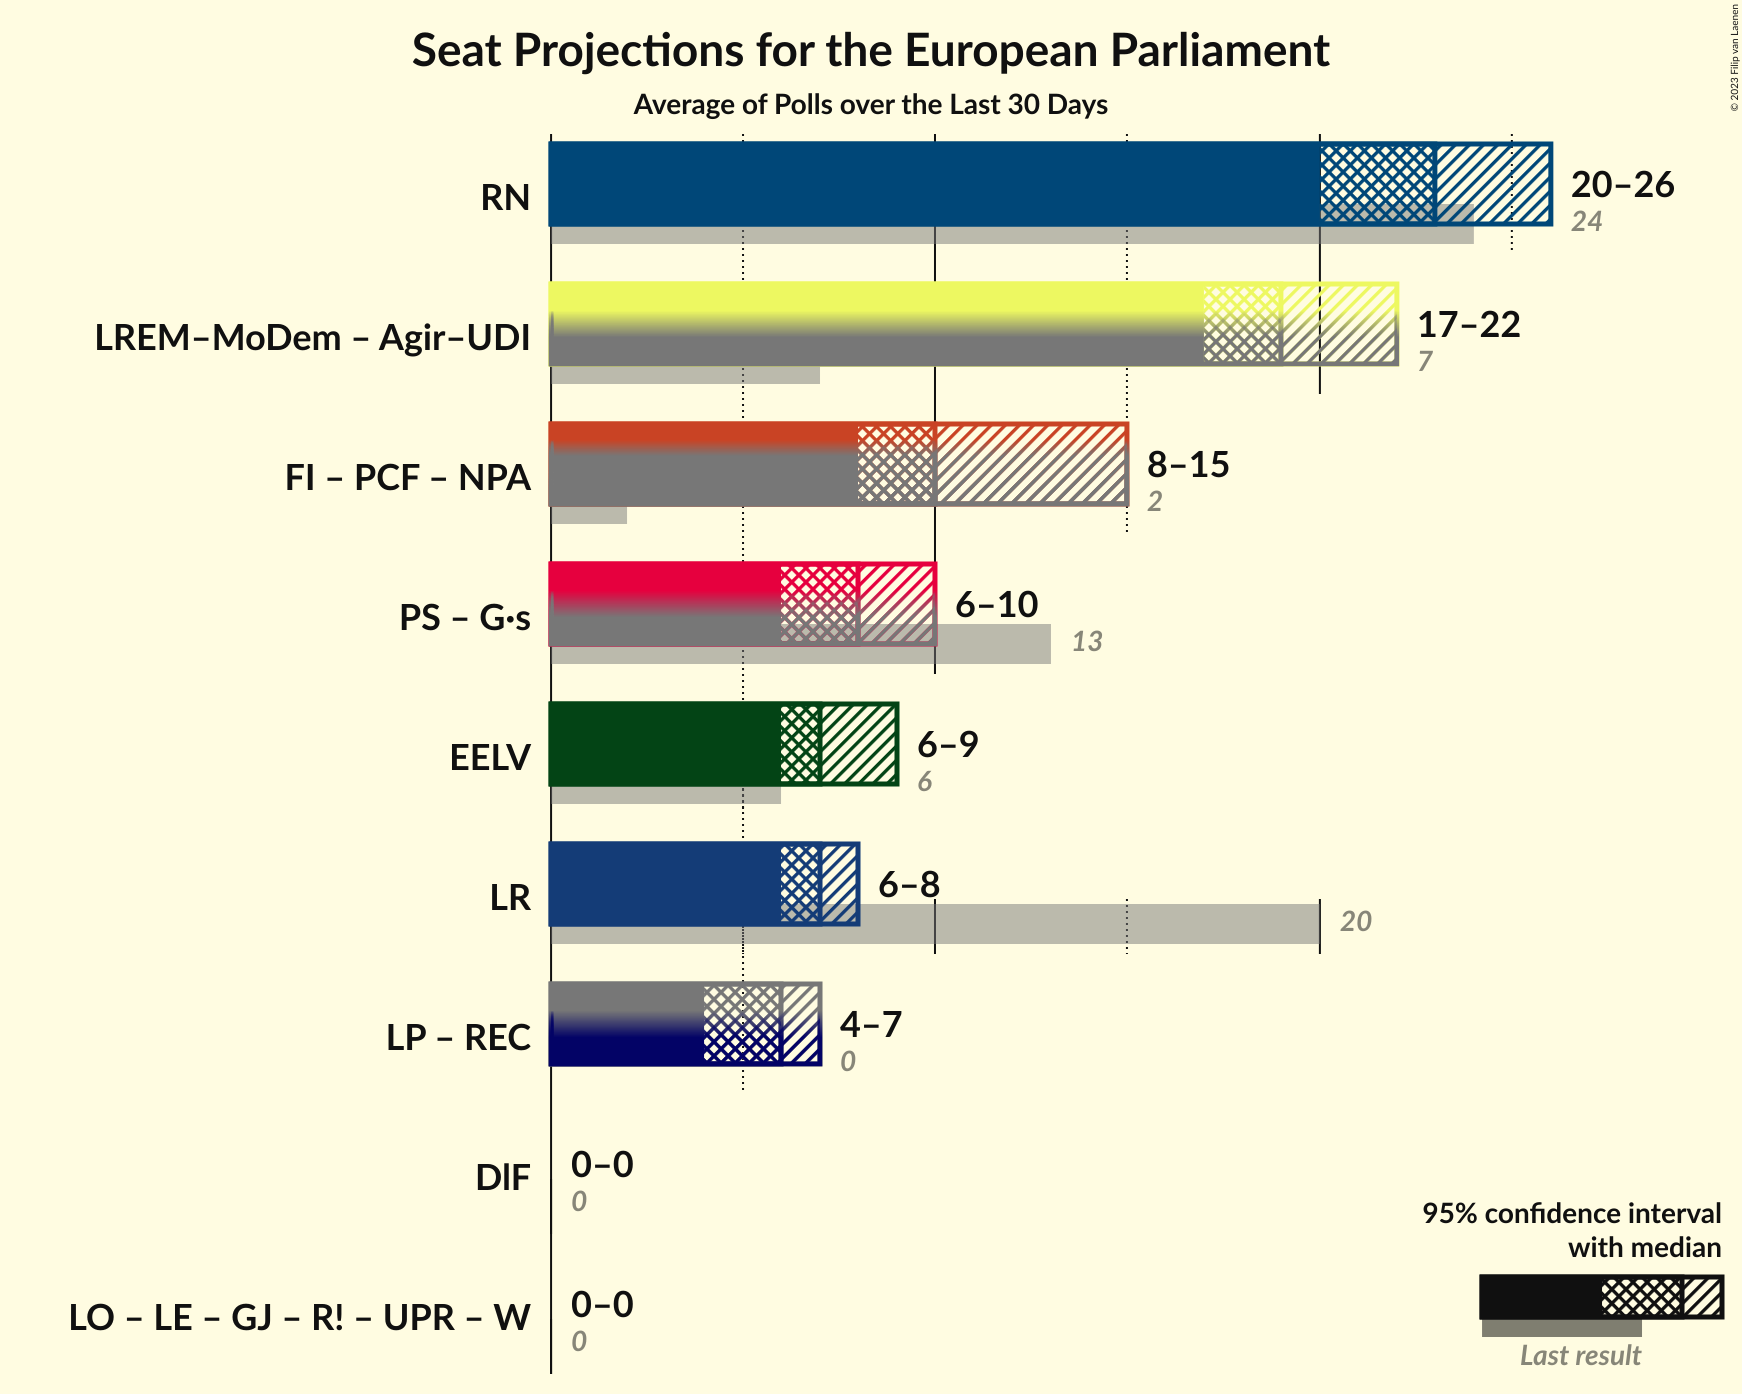 Seat Projections for the European Parliament
Average of Polls over the Last 30 Days
© 2023 Filip van Laenen
RN
20–26
24
LREM–MoDem – Agir–UDI
17–22
7
FI – PCF – NPA
8–15
2
PS – G·s
6–10
13
EELV
6–9
6
LR
6–8
20
LP – REC
4–7
0
DIF
0–0
0
LO – LE – GJ – R! – UPR – W
0–0
0
95% confidence interval
with median
Last result